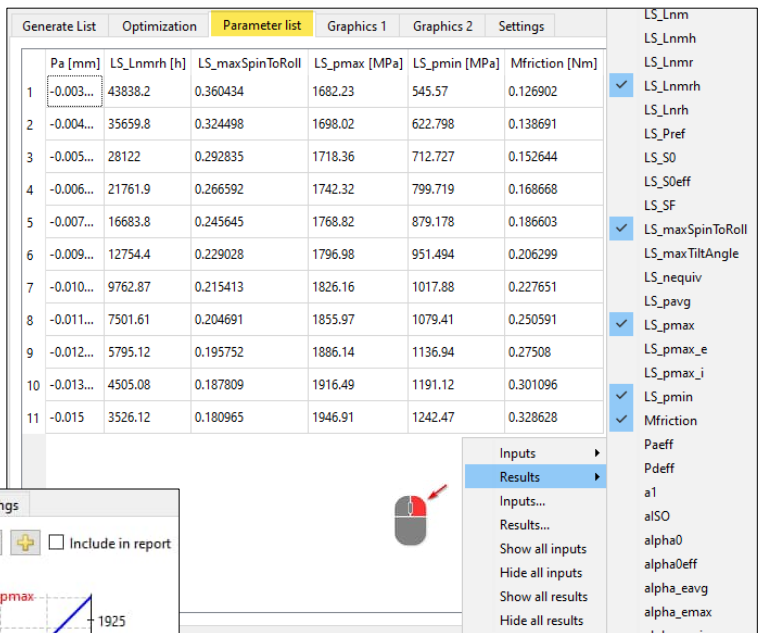 Generate List Optimization Parameter list Graphics 1 Graphics 2 Settings
Pa [mm] LS_Lnmrh [h] LS_maxSpinToRoll LS_pmax [MPa] LS_pmin [MPa] Mfriction [Nm]
1 -0.003... 43838.2 0.360434 1682.23 545.57 0.126902
2 -0.004... 35659.8 0.324498 1698.02 622.798 0.138691
3 -0.005... 28122 0.292835 1718.36 712.727 0.152644
4 -0.006... 21761.9 0.266592 1742.32 799.719 0.168668
5 -0.007... 16683.8 0.245645 1768.82 879.178 0.186603
6 -0.009... 12754.4 0.229028 1796.98 951.494 0.206299
7 -0.010... 9762.87 0.215413 1826.16 1017.88 0.227651
8 -0.011... 7501.61 0.204691 1855.97 1079.41 0.250591
9 -0.012... 5795.12 0.195752 1886.14 1136.94 0.27508
10 -0.013... 4505.08 0.187809 1916.49 1191.12 0.301096
11 -0.015 3526.12 0.180965 1946.91 1242.47 0.328628
LS_Lnm
LS_Lnmh
LS_Lnmr
LS_Lnmrh
LS_Lnrh
LS_Pref
LS_S0
LS_S0eff
LS_SF
LS_maxSpinToRoll
LS_maxTiltAngle
LS_nequiv
LS_pavg
LS_pmax
LS_pmax_e
LS_pmax_i
LS_pmin
Mfriction
Paeff
Pdeff
a1
aISO
alpha0
alpha0eff
alpha_eavg
alpha_emax
Inputs
Results
Inputs...
Results...
Show all inputs
Hide all inputs
Show all results
Hide all results
ngs
Include in report
pmax
1925